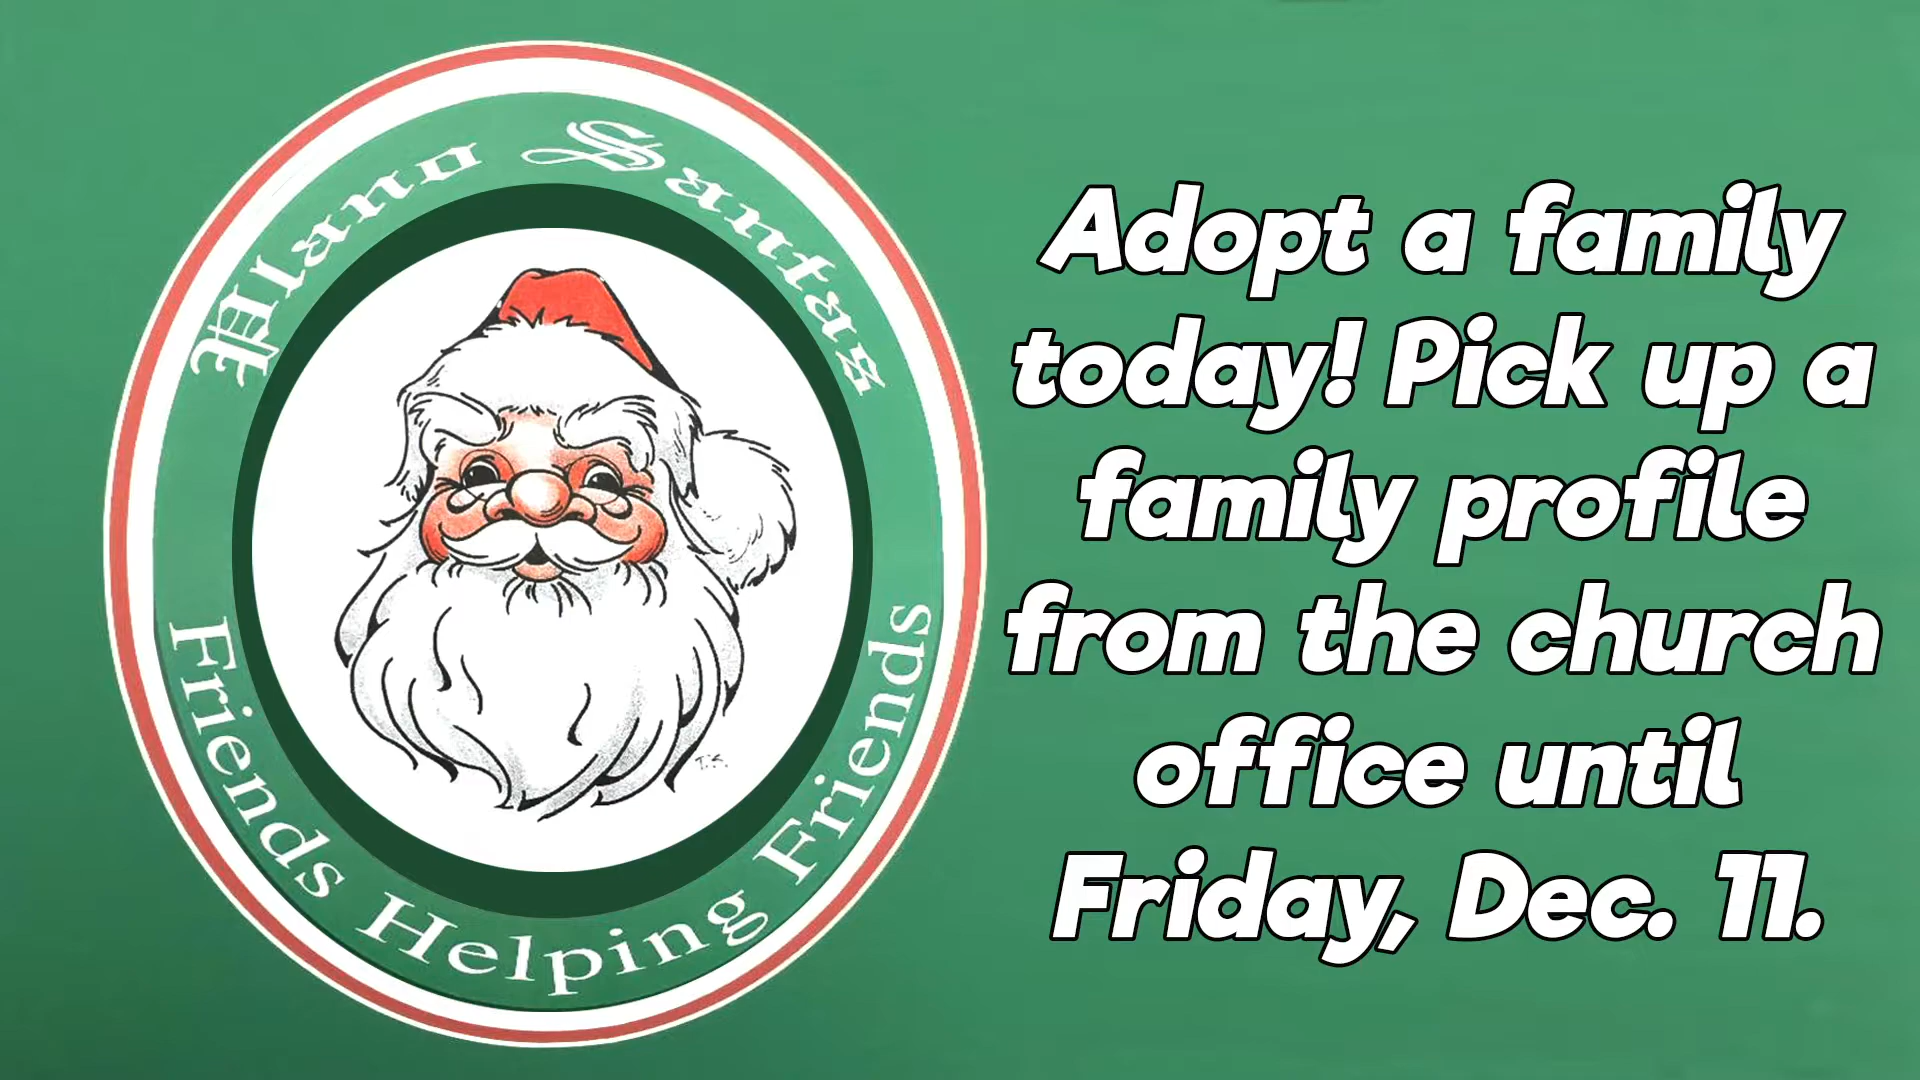 Plano Santas
Friends Helping Friends
T.S.
Adopt a family
today! Pick up a
family profile
from the church
office until
Friday, Dec. 11.